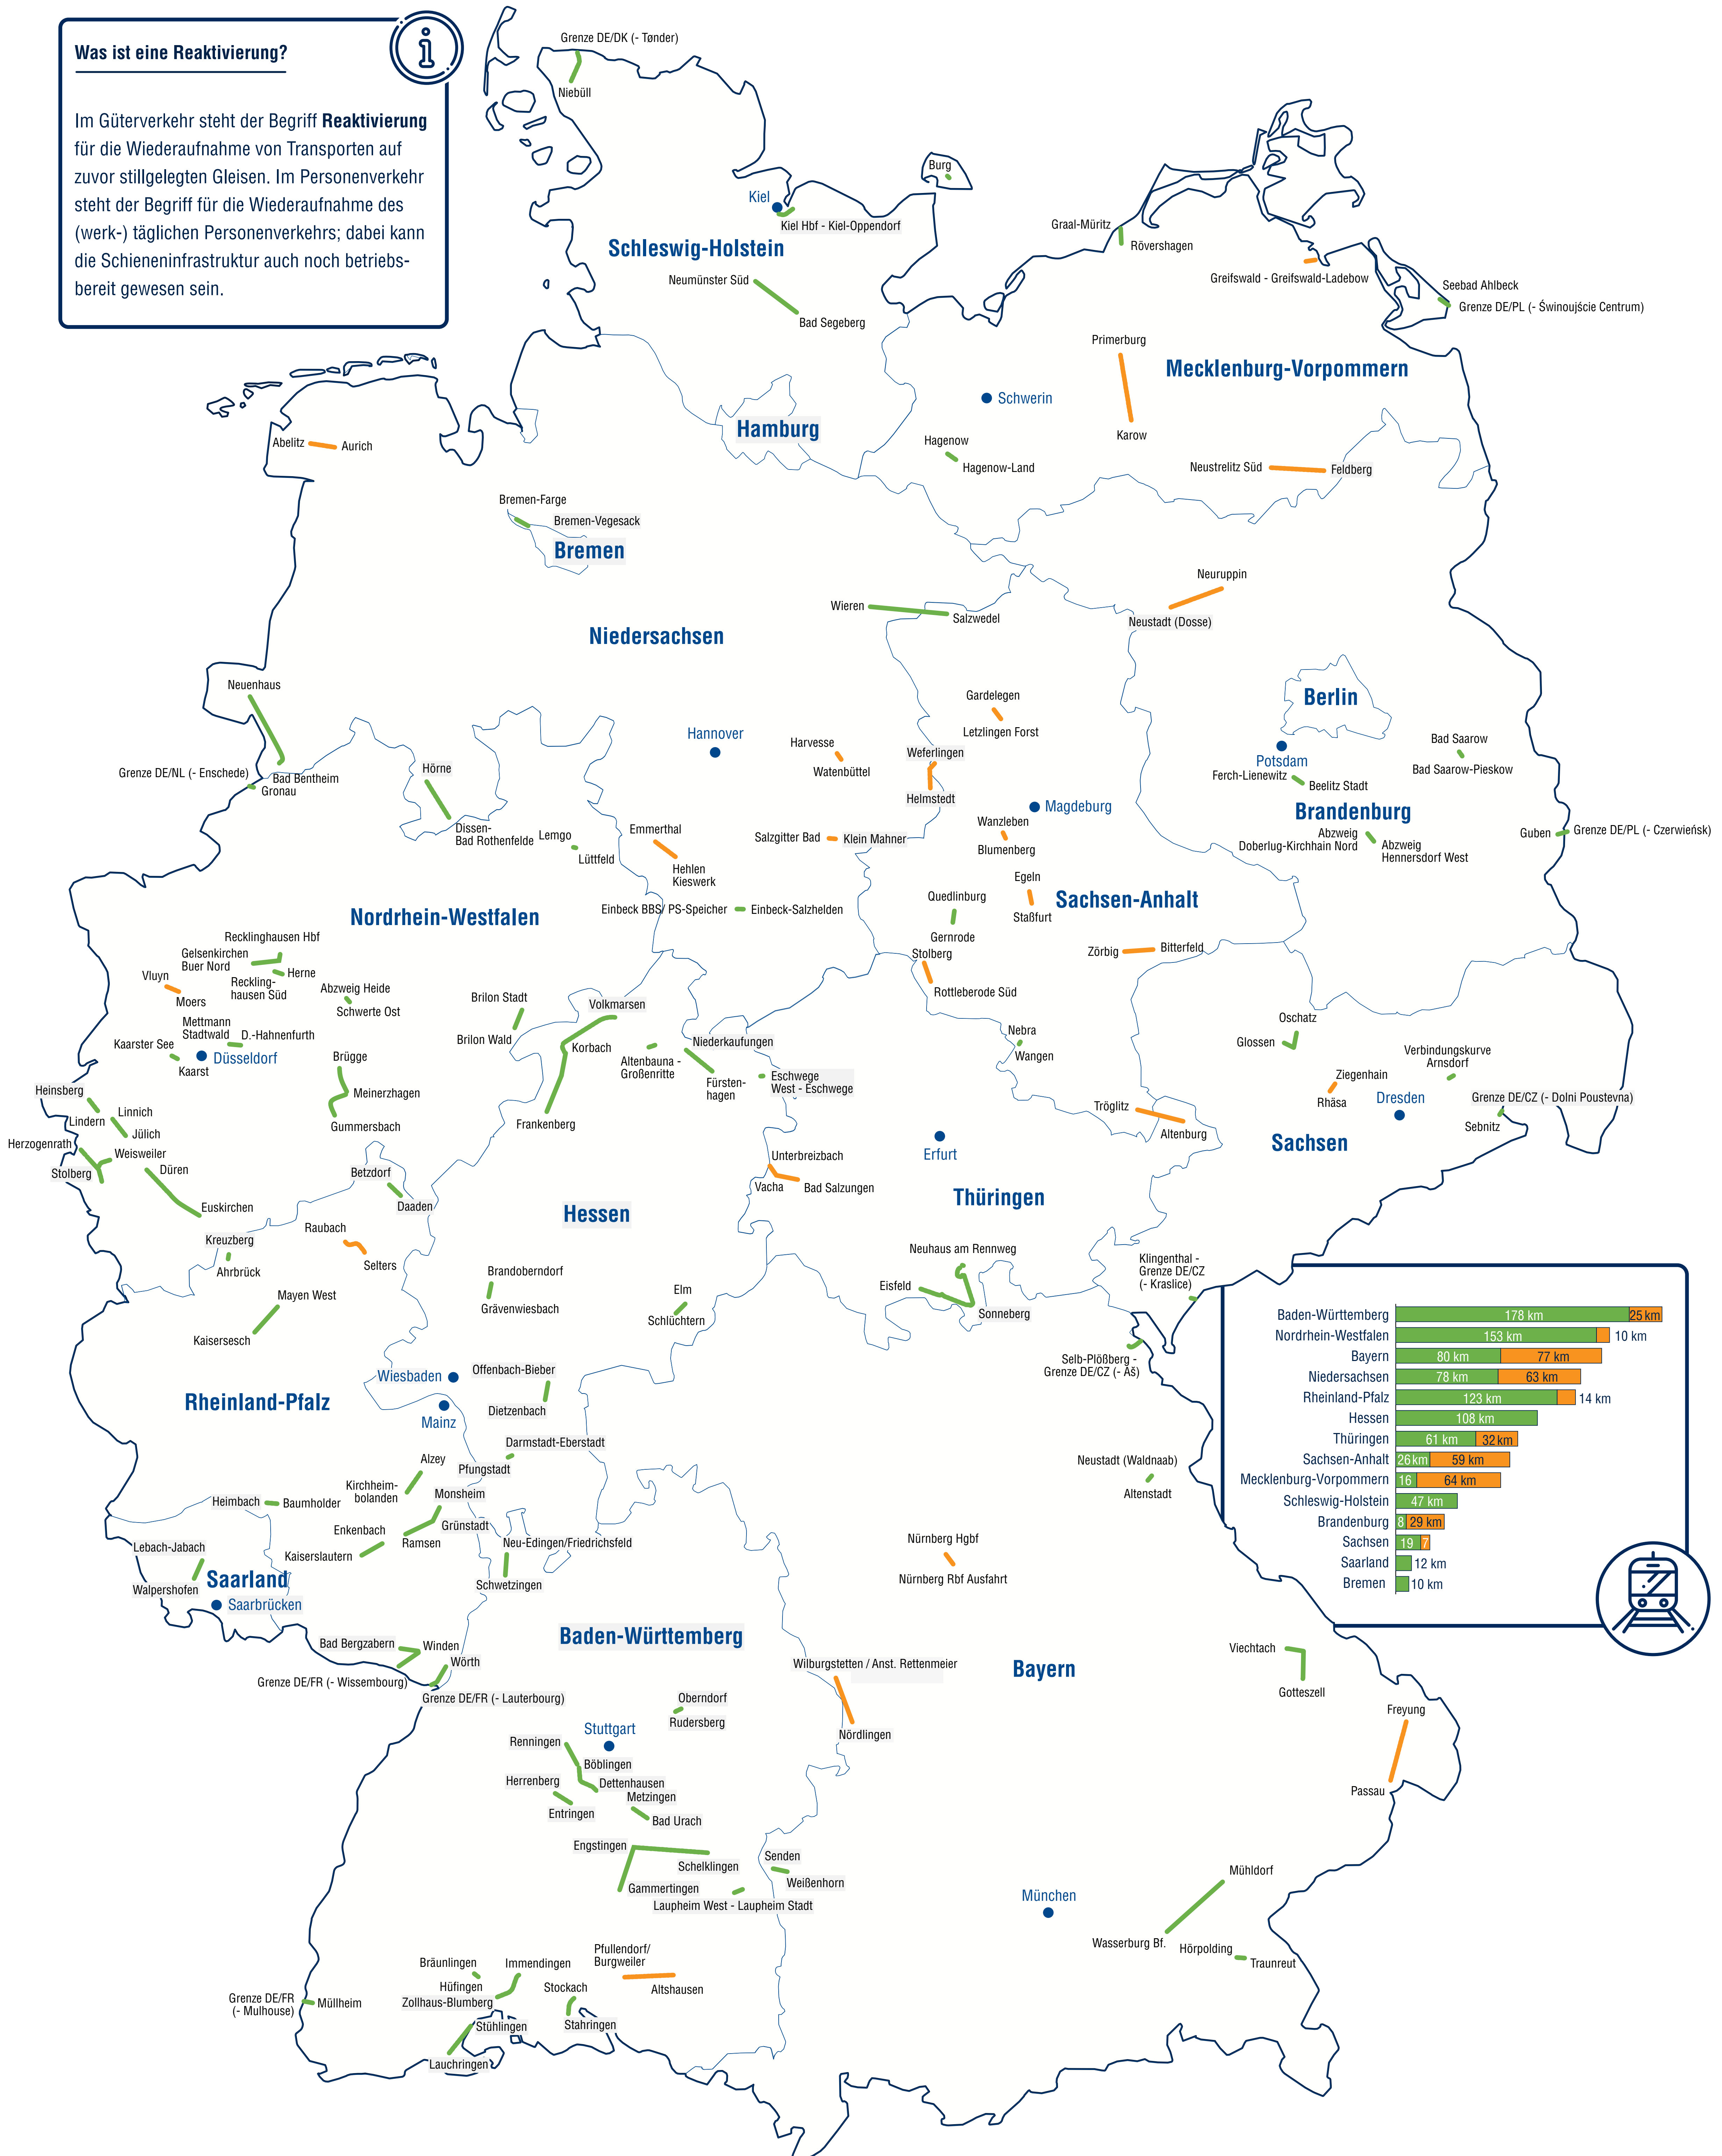 Was ist eine Reaktivierung?
Im Güterverkehr steht der Begriff Reaktivierung
für die Wiederaufnahme von Transporten auf
zuvor stillgelegten Gleisen. Im Personenverkehr
steht der Begriff für die Wiederaufnahme des
(werk-) täglichen Personenverkehrs; dabei kann
die Schieneninfrastruktur auch noch betriebs-
bereit gewesen sein.
Grenze DE/DK (- Tønder)
Niebüll
Burg
Kiel
Kiel Hbf - Kiel-Oppendorf
Schleswig-Holstein
Neumünster Süd
Bad Segeberg
Graal-Müritz
Rövershagen
Greifswald - Greifswald-Ladebow
Seebad Ahlbeck
Grenze DE/PL (- Świnoujście Centrum)
Primerburg
Mecklenburg-Vorpommern
Schwerin
Karow
Hamburg
Hagenow
Hagenow-Land
Neustrelitz Süd
Feldberg
Abelitz
Aurich
Bremen-Farge
Bremen-Vegesack
Bremen
Neuruppin
Neustadt (Dosse)
Wieren
Salzwedel
Niedersachsen
Neuenhaus
Berlin
Gardelegen
Letzlingen Forst
Hannover
Harvesse
Watenbüttel
Weferlingen
Helmstedt
Potsdam
Bad Saarow
Bad Saarow-Pieskow
Ferch-Lienewitz
Beelitz Stadt
Grenze DE/NL (- Enschede)
Bad Bentheim
Gronau
Hörne
Dissen-
Bad Rothenfelde
Lemgo
Lüttfeld
Emmerthal
Hehlen
Kieswerk
Salzgitter Bad
Klein Mahner
Magdeburg
Wanzleben
Blumenberg
Brandenburg
Abzweig
Doberlug-Kirchhain Nord
Abzweig
Hennersdorf West
Guben
Grenze DE/PL (- Czerwieńsk)
Egeln
Staßfurt
Sachsen-Anhalt
Quedlinburg
Gernrode
Einbeck BBS/ PS-Speicher
Einbeck-Salzhelden
Nordrhein-Westfalen
Recklinghausen Hbf
Gelsenkirchen
Buer Nord
Herne
Reckling-
hausen Süd
Vluyn
Moers
Abzweig Heide
Schwerte Ost
Mettmann
Stadtwald
D.-Hahnenfurth
Kaarster See
Kaarst
Düsseldorf
Brilon Stadt
Brilon Wald
Volkmarsen
Korbach
Frankenberg
Altenbauna -
Großenritte
Niederkaufungen
Fürsten-
hagen
Eschwege
West - Eschwege
Stolberg
Rottleberode Süd
Zörbig
Bitterfeld
Nebra
Wangen
Oschatz
Glossen
Verbindungskurve
Arnsdorf
Ziegenhain
Rhäsa
Dresden
Grenze DE/CZ (- Dolni Poustevna)
Sebnitz
Sachsen
Brügge
Meinerzhagen
Gummersbach
Heinsberg
Lindern
Linnich
Jülich
Herzogenrath
Weisweiler
Stolberg
Düren
Euskirchen
Tröglitz
Altenburg
Erfurt
Unterbreizbach
Vacha
Bad Salzungen
Thüringen
Betzdorf
Daaden
Hessen
Kreuzberg
Ahrbrück
Raubach
Selters
Mayen West
Kaisersesch
Brandoberndorf
Grävenwiesbach
Elm
Schlüchtern
Neuhaus am Rennweg
Eisfeld
Sonneberg
Klingenthal -
Grenze DE/CZ
(- Kraslice)
Selb-Plößberg -
Grenze DE/CZ (- Aš)
Wiesbaden
Offenbach-Bieber
Dietzenbach
Rheinland-Pfalz
Mainz
Darmstadt-Eberstadt
Pfungstadt
Alzey
Kirchheim-
bolanden
Monsheim
Grünstadt
Heimbach
Baumholder
Enkenbach
Ramsen
Kaiserslautern
Neu-Edingen/Friedrichsfeld
Schwetzingen
Lebach-Jabach
Walpershofen
Saarland
Saarbrücken
Neustadt (Waldnaab)
Altenstadt
Nürnberg Hgbf
Nürnberg Rbf Ausfahrt
Baden-Württemberg 178 km 25 km
Nordrhein-Westfalen 153 km 10 km
Bayern 80 km 77 km
Niedersachsen 78 km 63 km
Rheinland-Pfalz 123 km 14 km
Hessen 108 km
Thüringen 61 km 32 km
Sachsen-Anhalt 26 km 59 km
Mecklenburg-Vorpommern 16 64 km
Schleswig-Holstein 47 km
Brandenburg 8 29 km
Sachsen 19 7
Saarland 12 km
Bremen 10 km
Bad Bergzabern
Winden
Wörth
Grenze DE/FR (- Wissembourg)
Grenze DE/FR (- Lauterbourg)
Baden-Württemberg
Wilburgstetten / Anst. Rettenmeier
Nördlingen
Bayern
Viechtach
Gotteszell
Freyung
Passau
Oberndorf
Rudersberg
Stuttgart
Renningen
Böblingen
Dettenhausen
Herrenberg
Entringen
Metzingen
Bad Urach
Engstingen
Schelklingen
Gammertingen
Laupheim West - Laupheim Stadt
Senden
Weißenhorn
München
Mühldorf
Wasserburg Bf.
Hörpolding
Traunreut
Pfullendorf/
Burgweiler
Altshausen
Bräunlingen
Hüfingen
Immendingen
Zollhaus-Blumberg
Stockach
Stahringen
Grenze DE/FR
(- Mulhouse)
Müllheim
Stühlingen
Lauchringen